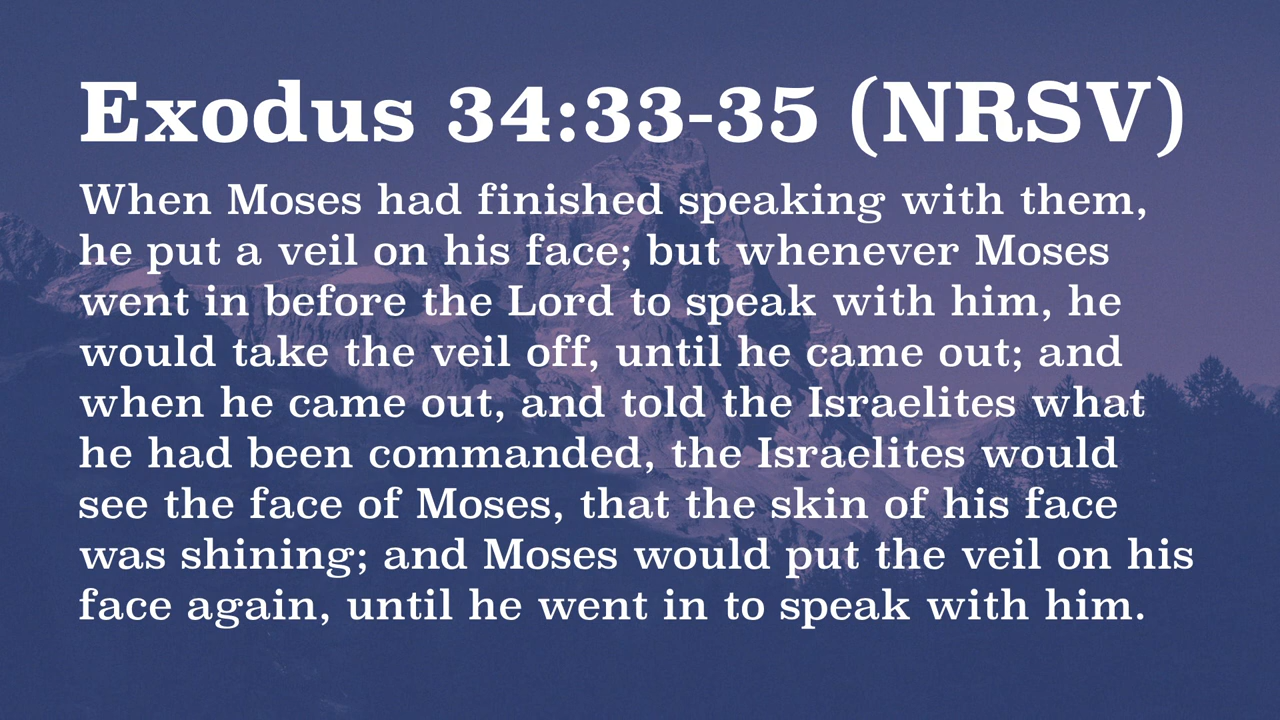 Exodus 34:33-35 (NRSV)
When Moses had finished speaking with them,
he put a veil on his face; but whenever Moses
went in before the Lord to speak with him, he
would take the veil off, until he came out; and
when he came out, and told the Israelites what
he had been commanded, the Israelites would
see the face of Moses, that the skin of his face
was shining; and Moses would put the veil on his
face again, until he went in to speak with him.